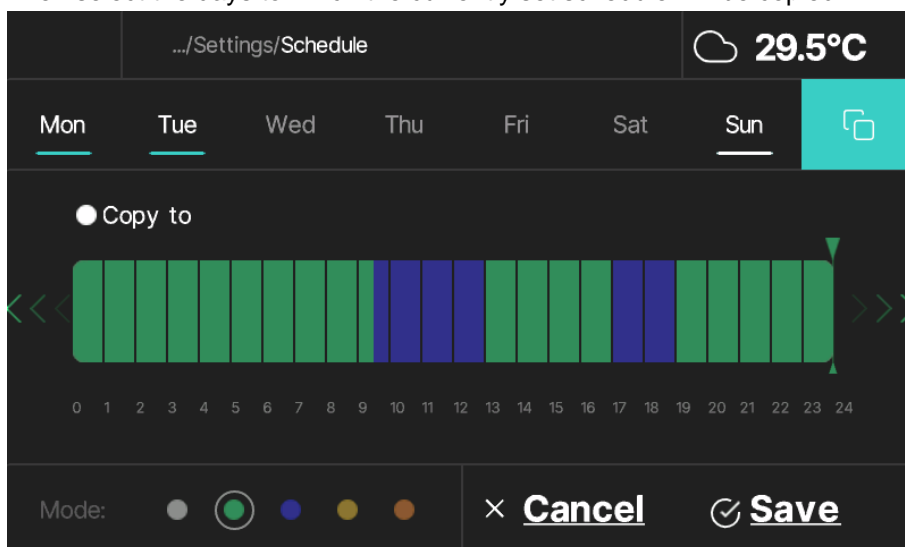 .../Settings/Schedule
29.5°C
Mon Tue Wed Thu Fri Sat Sun
Copy to
0 1 2 3 4 5 6 7 8 9 10 11 12 13 14 15 16 17 18 19 20 21 22 23 24
Mode:
Cancel
Save